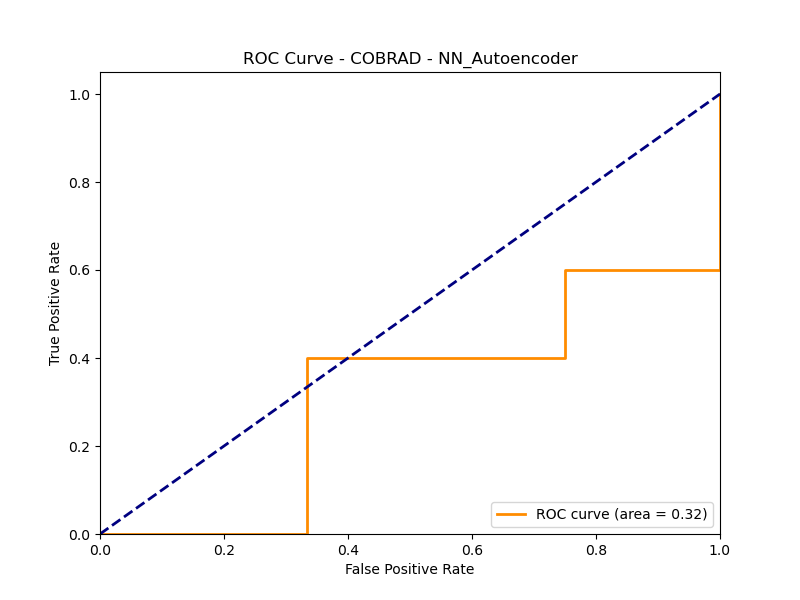 ROC Curve - COBRAD - NN_Autoencoder
True Positive Rate
1.0
0.8
0.6
0.4
0.2
0.0
ROC curve (area = 0.32)
0.0 0.2 0.4 0.6 0.8 1.0
False Positive Rate